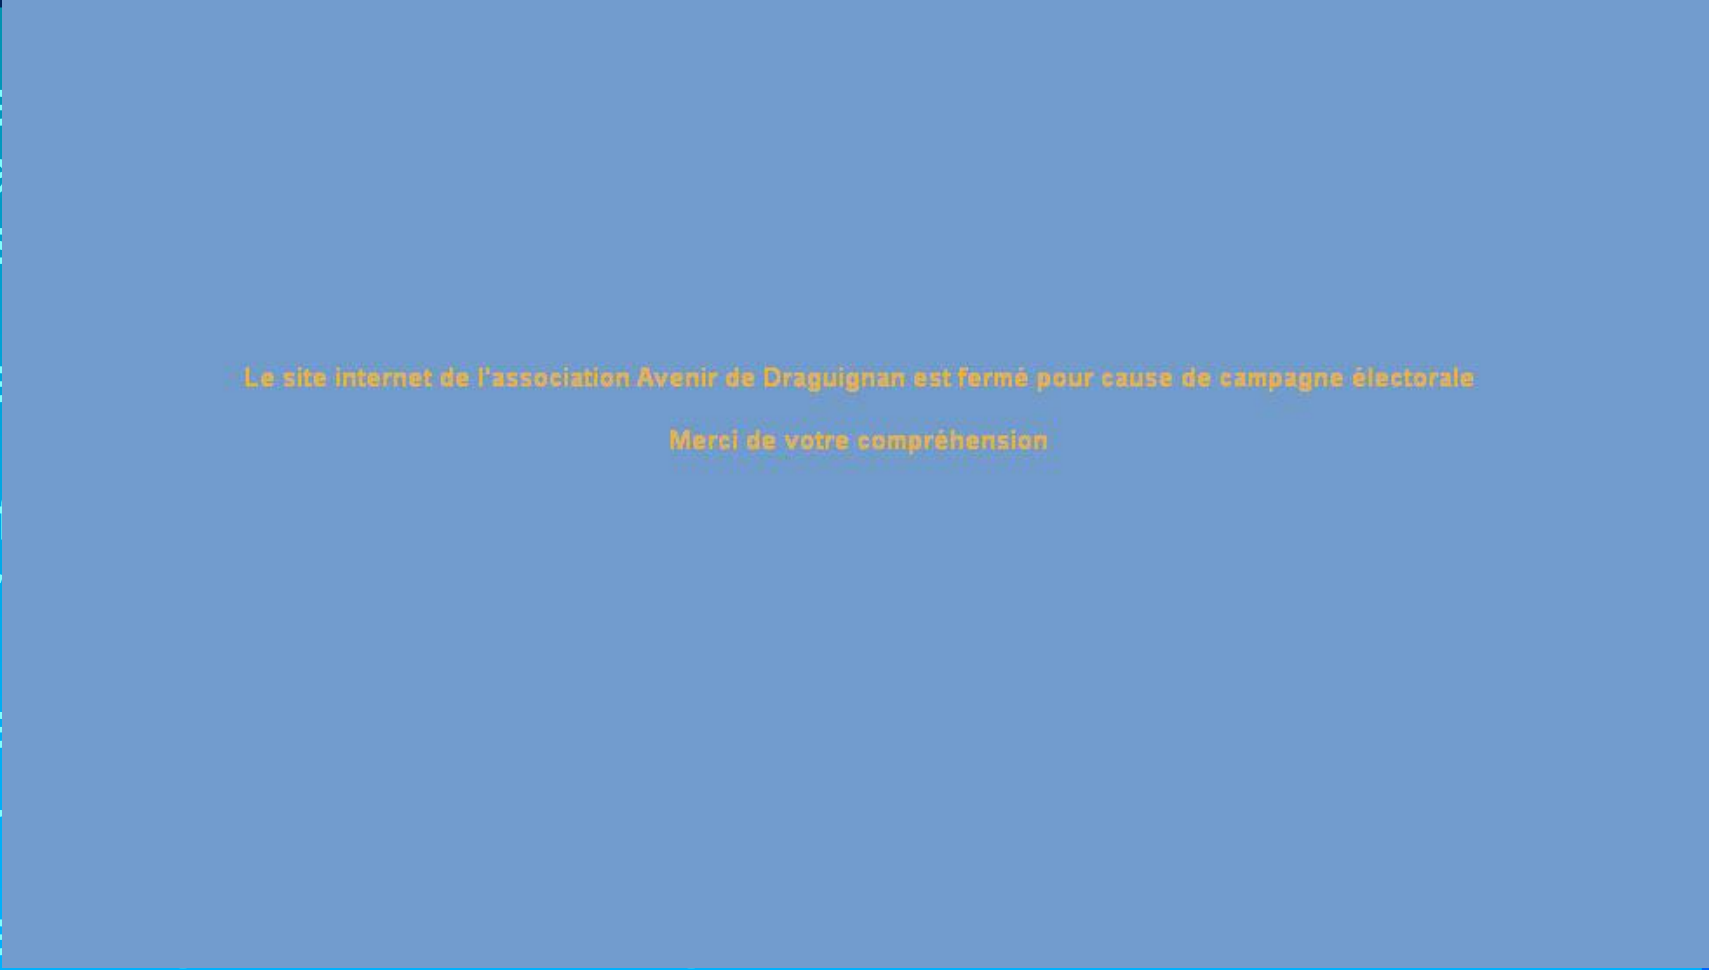 Le site internet de l'association Avenir de Draguignan est fermé pour cause de campagne électorale
Merci de votre compréhension